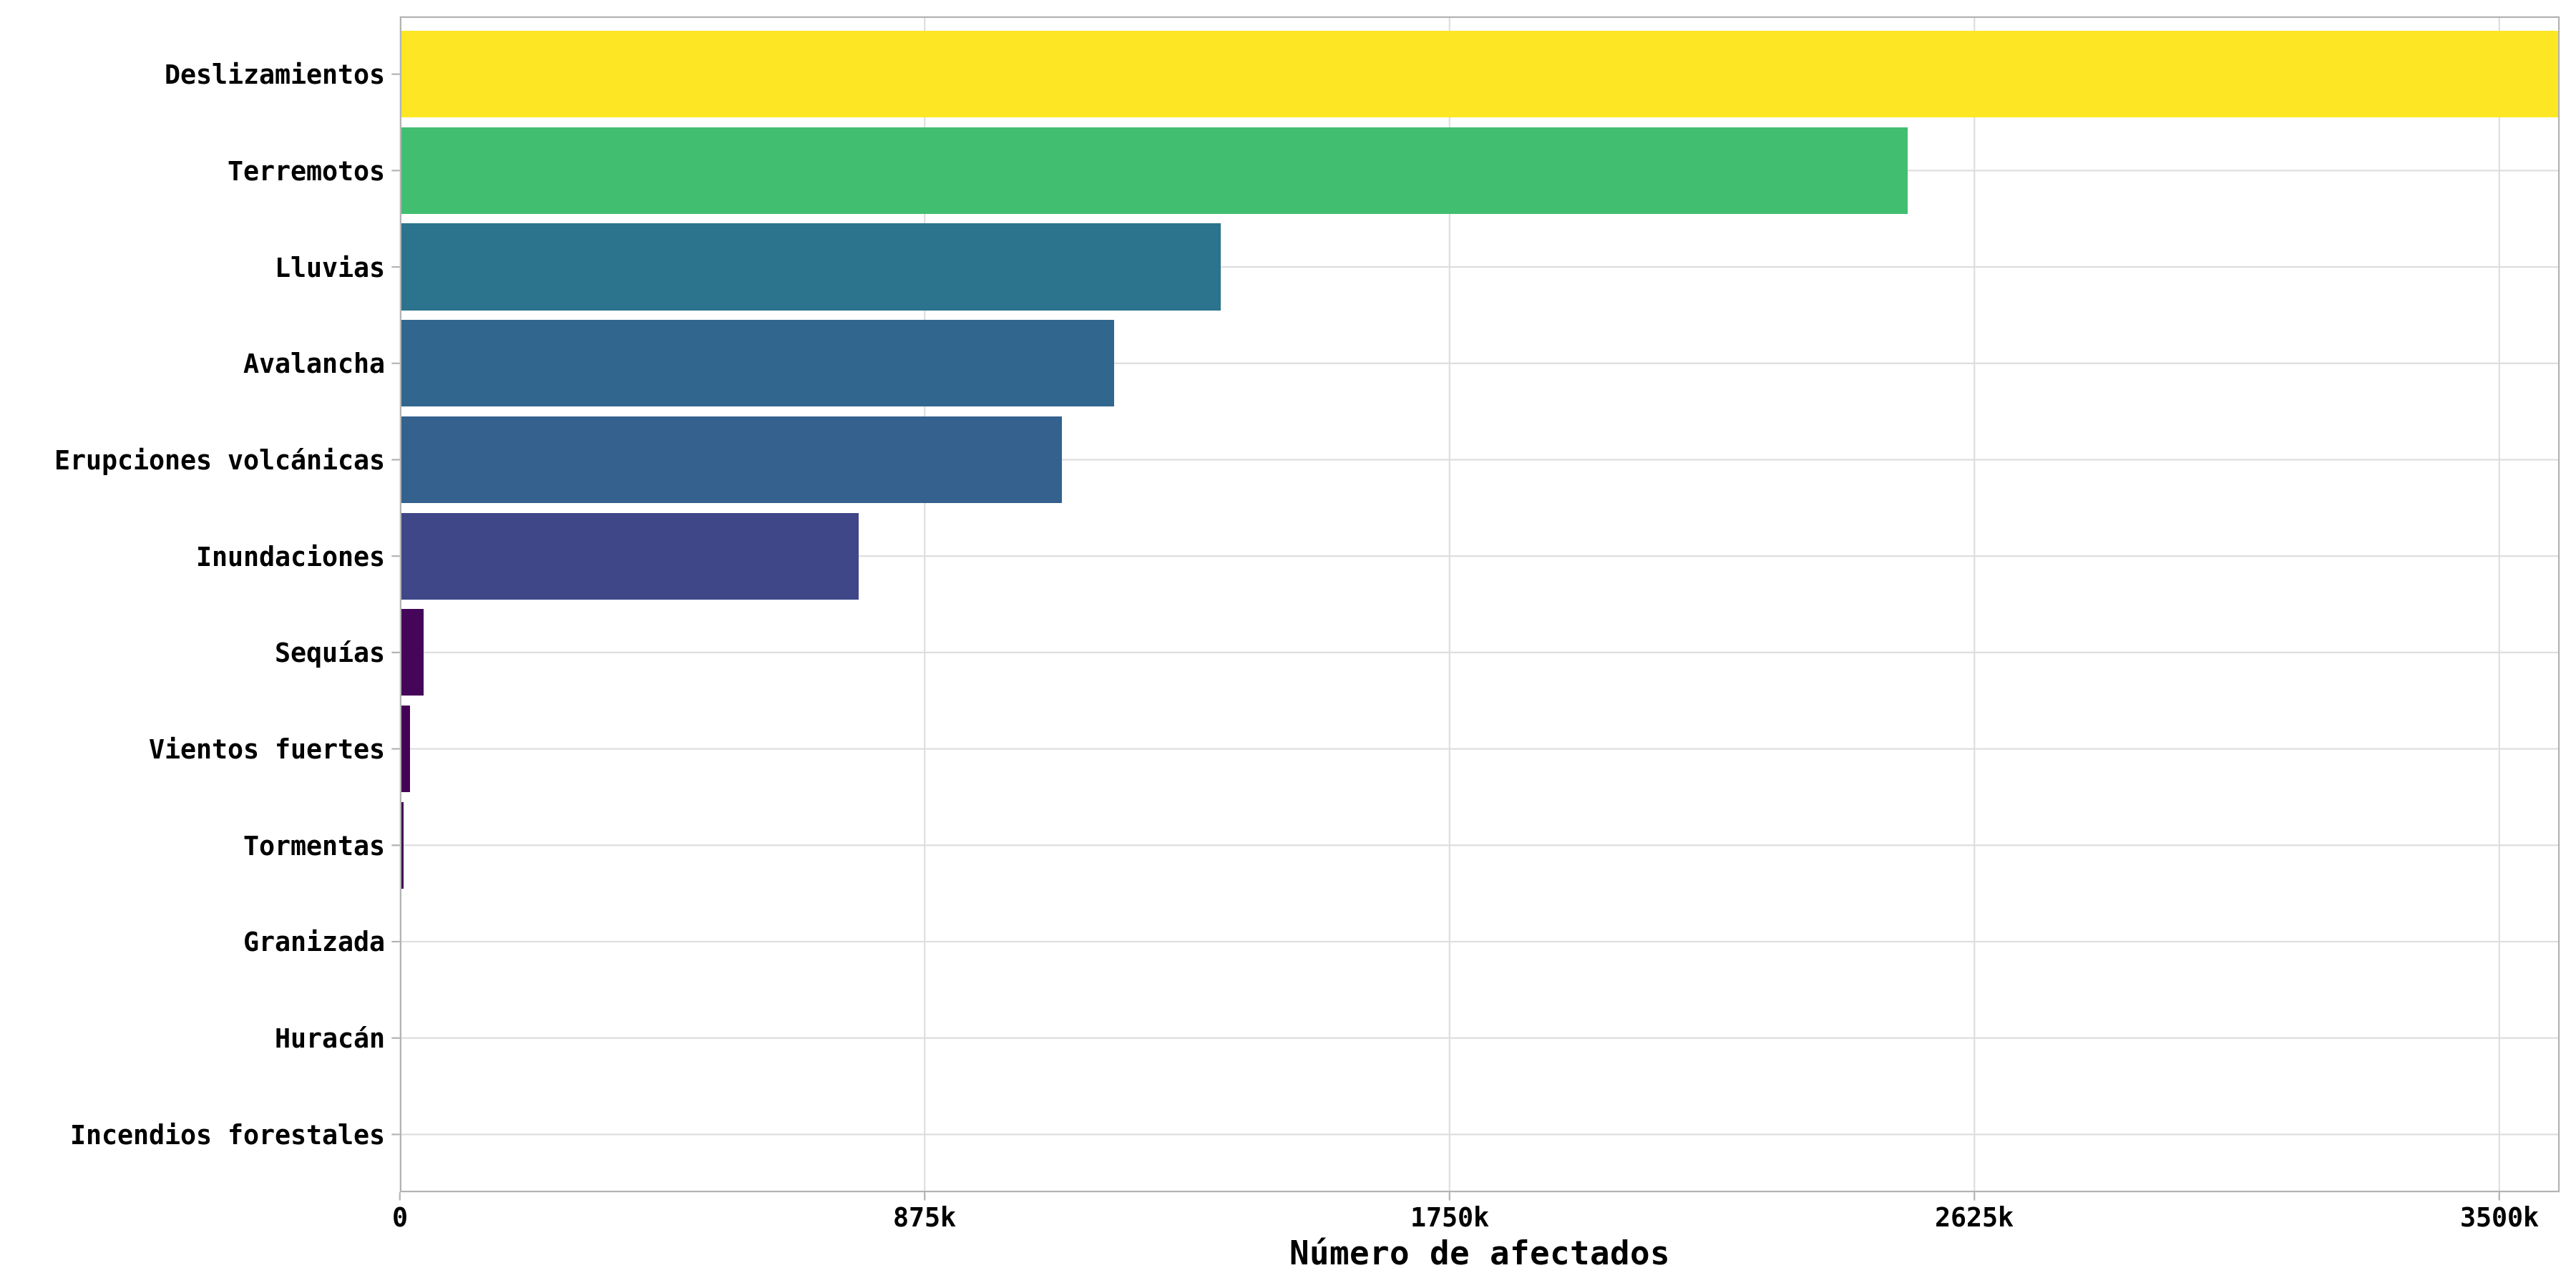 Deslizamientos
Terremotos
Lluvias
Avalancha
Erupciones volcánicas
Inundaciones
Sequías
Vientos fuertes
Tormentas
Granizada
Huracán
Incendios forestales
0 875k 1750k 2625k 3500k
Número de afectados